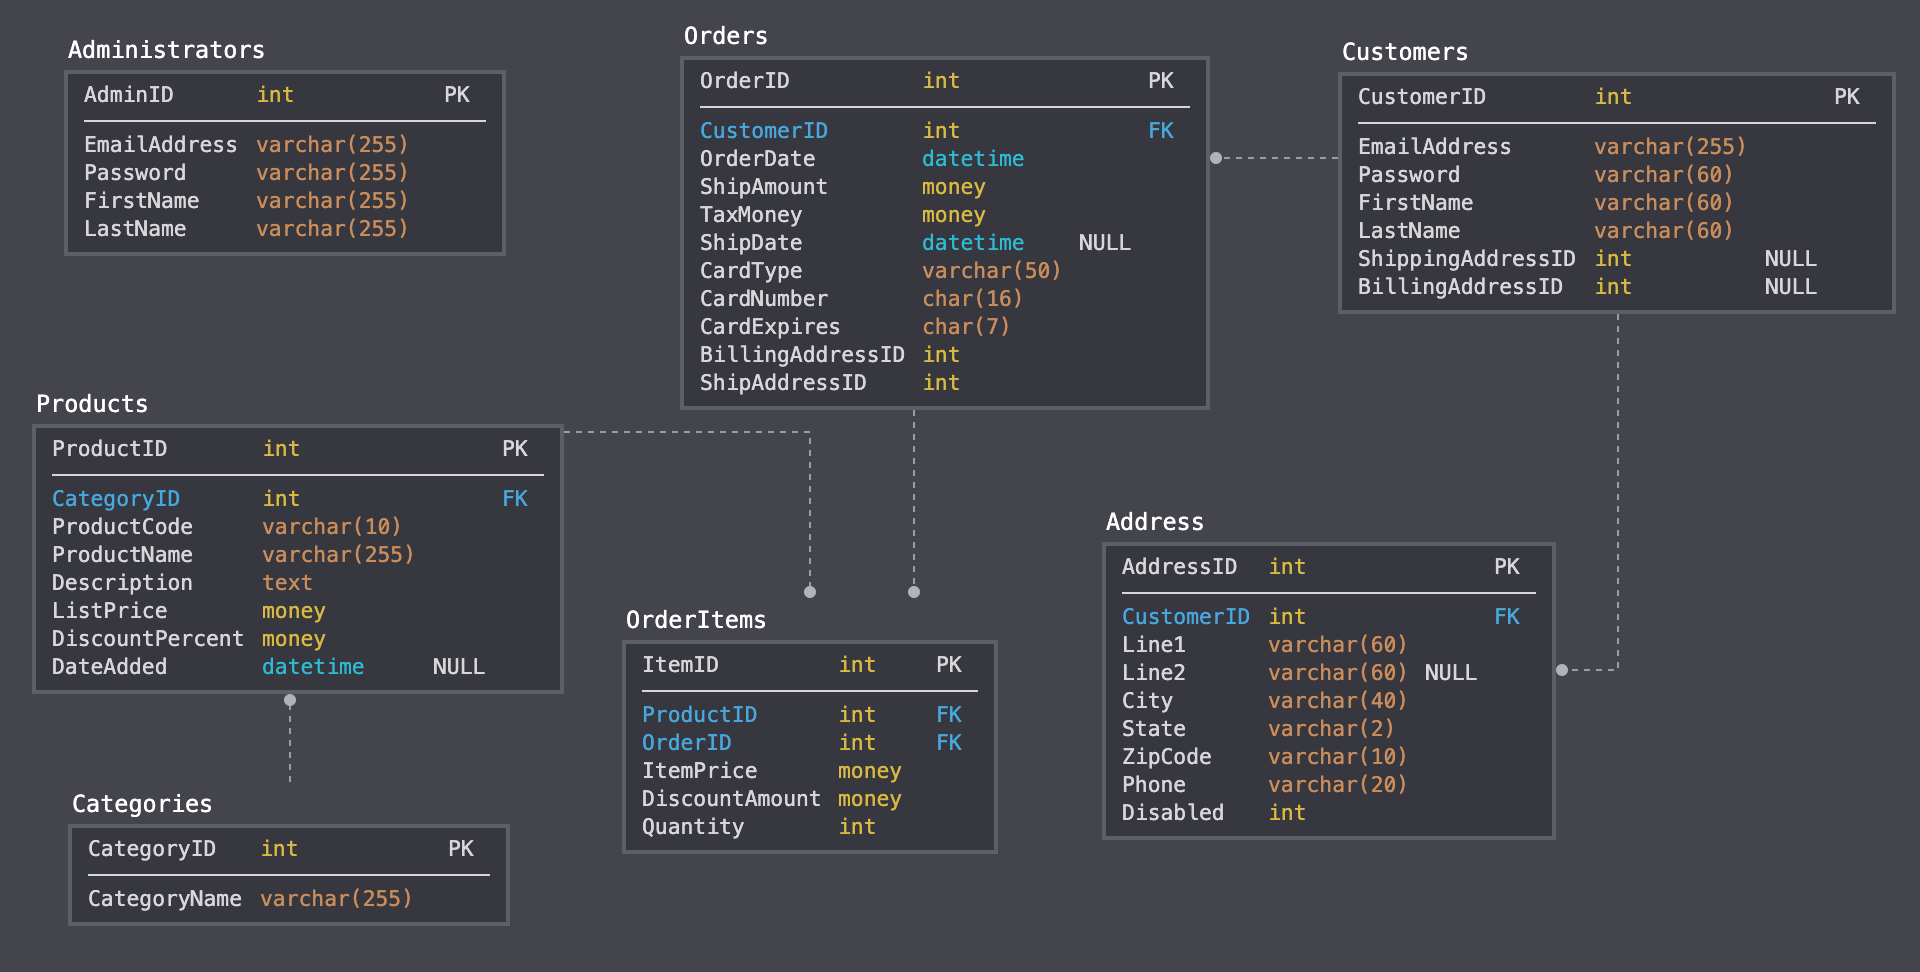 Administrators
AdminID int PK
EmailAddress varchar(255)
Password varchar(255)
FirstName varchar(255)
LastName varchar(255)
Orders
OrderID int PK
CustomerID int FK
OrderDate datetime
ShipAmount money
TaxMoney money
ShipDate datetime NULL
CardType varchar(50)
CardNumber char(16)
CardExpires char(7)
BillingAddressID int
ShipAddressID int
Customers
CustomerID int PK
EmailAddress varchar(255)
Password varchar(60)
FirstName varchar(60)
LastName varchar(60)
ShippingAddressID int NULL
BillingAddressID int NULL
Products
ProductID int PK
CategoryID int FK
ProductCode varchar(10)
ProductName varchar(255)
Description text
ListPrice money
DiscountPercent money
DateAdded datetime NULL
OrderItems
ItemID int PK
ProductID int FK
OrderID int FK
ItemPrice money
DiscountAmount money
Quantity int
Address
AddressID int PK
CustomerID int FK
Line1 varchar(60)
Line2 varchar(60) NULL
City varchar(40)
State varchar(2)
ZipCode varchar(10)
Phone varchar(20)
Disabled int
Categories
CategoryID int PK
CategoryName varchar(255)